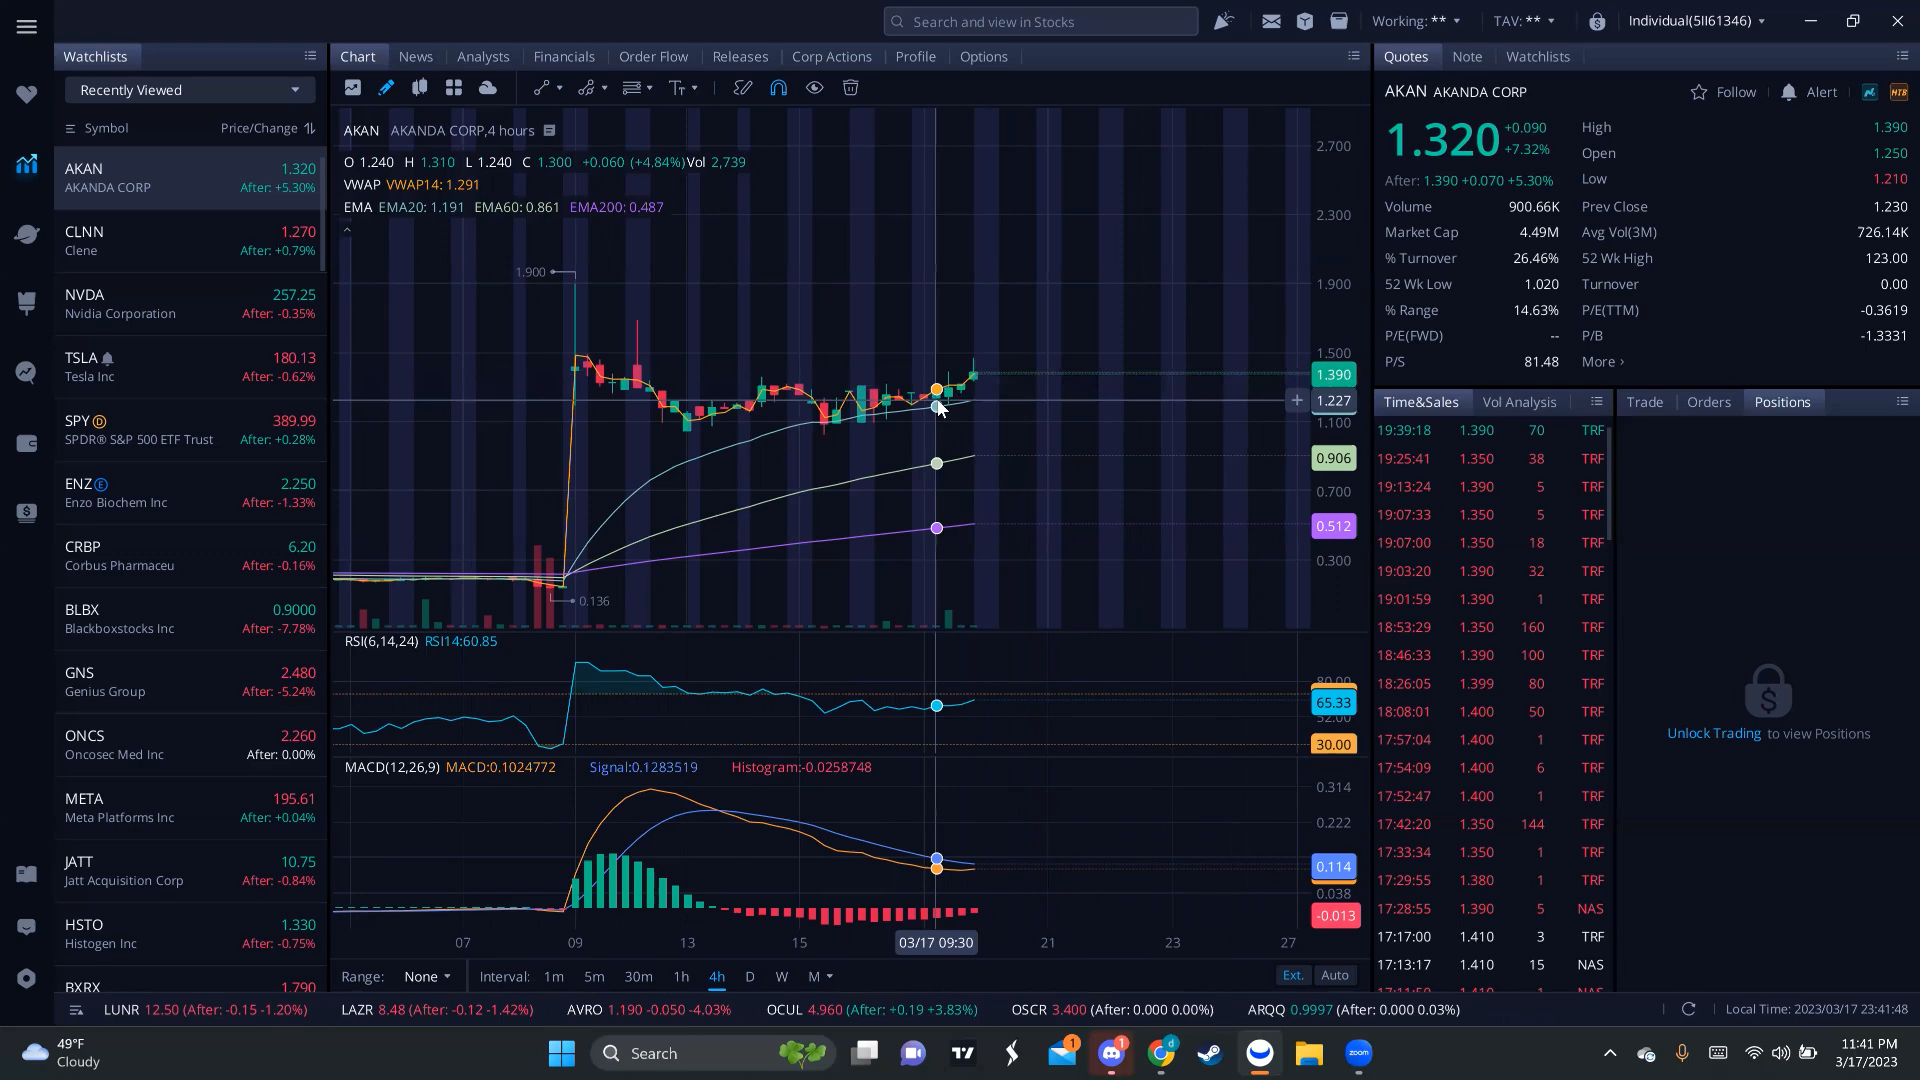 Search and view in Stocks
Working: **
TAV: **
Individual(5II61346)
Watchlists
Recently Viewed
Symbol
Price/Change
AKAN 1.320
AKANDA CORP After: +5.30%
CLNN 1.270
Clene After: +0.79%
NVDA 257.25
Nvidia Corporation After: -0.35%
TSLA 180.13
Tesla Inc After: -0.62%
SPY D 389.99
SPDR® S&P 500 ETF Trust After: +0.28%
ENZ E 2.250
Enzo Biochem Inc After: -1.33%
CRBP 6.20
Corbus Pharmaceu After: -0.16%
BLBX 0.9000
Blackboxstocks Inc After: -7.78%
GNS 2.480
Genius Group After: -5.24%
ONCS 2.260
Oncosec Med Inc After: 0.00%
META 195.61
Meta Platforms Inc After: +0.04%
JATT 10.75
Jatt Acquisition Corp After: -0.84%
HSTO 1.330
Histogen Inc After: -0.75%
BXRX 1.790
Chart News Analysts Financials Order Flow Releases Corp Actions Profile Options
AKAN AKANDA CORP,4 hours
O 1.240 H 1.310 L 1.240 C 1.300 +0.060 (+4.84%) Vol 2,739
VWAP VWAP14: 1.291
EMA EMA20: 1.191 EMA60: 0.861 EMA200: 0.487
1.900
0.136
2.700
2.300
1.900
1.500
1.390
1.227
1.100
0.906
0.700
0.512
0.300
RSI(6,14,24) RSI14:60.85
80.00
65.33
52.00
30.00
MACD(12,26,9) MACD:0.1024772 Signal:0.1283519 Histogram:-0.0258748
0.314
0.222
0.114
0.038
-0.013
07 09 13 15 03/17 09:30 21 23 27
Range: None Interval: 1m 5m 30m 1h 4h D W M Ext. Auto
Quotes Note Watchlists
AKAN AKANDA CORP Follow Alert HTB
1.320 +0.090
+7.32%
After: 1.390 +0.070 +5.30%
High 1.390
Open 1.250
Low 1.210
Volume 900.66K Prev Close 1.230
Market Cap 4.49M Avg Vol(3M) 726.14K
% Turnover 26.46% 52 Wk High 123.00
52 Wk Low 1.020 Turnover 0.00
% Range 14.63% P/E(TTM) -0.3619
P/E(FWD) -- P/B -1.3331
P/S 81.48 More
Time&Sales Vol Analysis
19:39:18 1.390 70 TRF
19:25:41 1.350 38 TRF
19:13:24 1.390 5 TRF
19:07:33 1.350 5 TRF
19:07:00 1.350 18 TRF
19:03:20 1.390 32 TRF
19:01:59 1.390 1 TRF
18:53:29 1.350 160 TRF
18:46:33 1.390 100 TRF
18:26:05 1.399 80 TRF
18:08:01 1.400 50 TRF
17:57:04 1.400 1 TRF
17:54:09 1.400 6 TRF
17:52:47 1.400 1 TRF
17:42:20 1.350 144 TRF
17:33:34 1.350 1 TRF
17:29:55 1.380 1 TRF
17:28:55 1.390 5 NAS
17:17:00 1.410 3 TRF
17:13:17 1.410 15 NAS
17:11:50 1.410 1 NAS
Trade Orders Positions
Unlock Trading to view Positions
LUNR 12.50 (After: -0.15 -1.20%) LAZR 8.48 (After: -0.12 -1.42%) AVRO 1.190 -0.050 -4.03% OCUL 4.960 (After: +0.19 +3.83%) OSCR 3.400 (After: 0.000 0.00%) ARQQ 0.9997 (After: 0.000 0.03%)
Local Time: 2023/03/17 23:41:48
49°F
Cloudy
Search
1
1
d
zoom
11:41 PM
3/17/2023